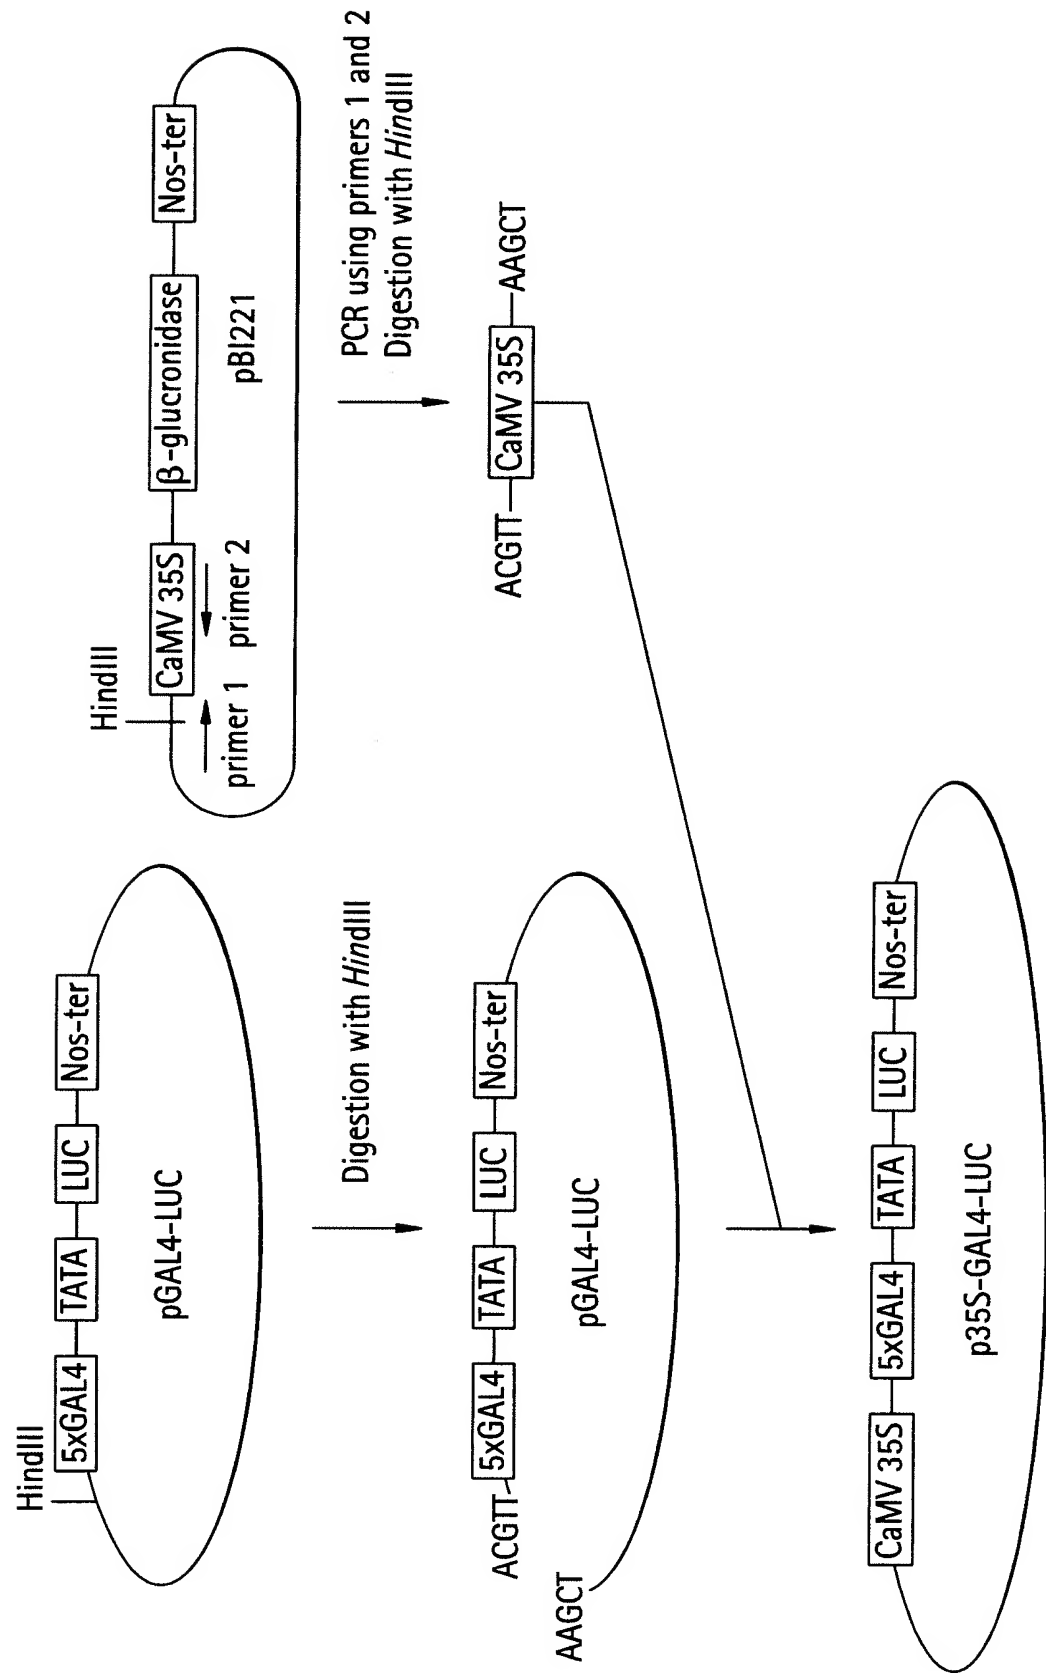 HindIII
5xGAL4
TATA
LUC
Nos-ter
pGAL4-LUC
Digestion with HindIII
ACGTT
5xGAL4
TATA
LUC
Nos-ter
AAGCT
pGAL4-LUC
HindIII
CaMV 35S
β-glucronidase
Nos-ter
primer 1
primer 2
pBI221
PCR using primers 1 and 2
Digestion with HindIII
ACGTT
CaMV 35S
AAGCT
CaMV 35S
5xGAL4
TATA
LUC
Nos-ter
p35S-GAL4-LUC